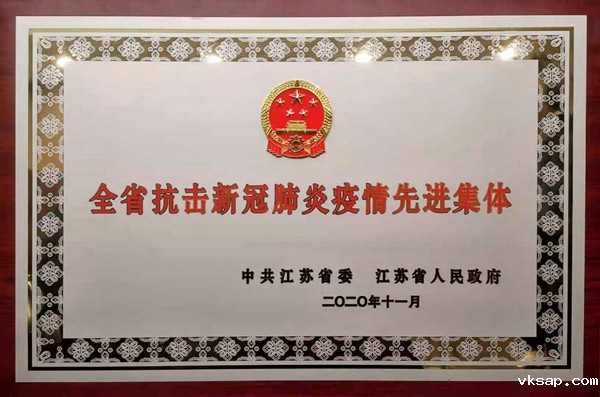 全省抗击新冠肺炎疫情先进集体
中共江苏省委 江苏省人民政府
二〇二〇年十一月
vksap.com